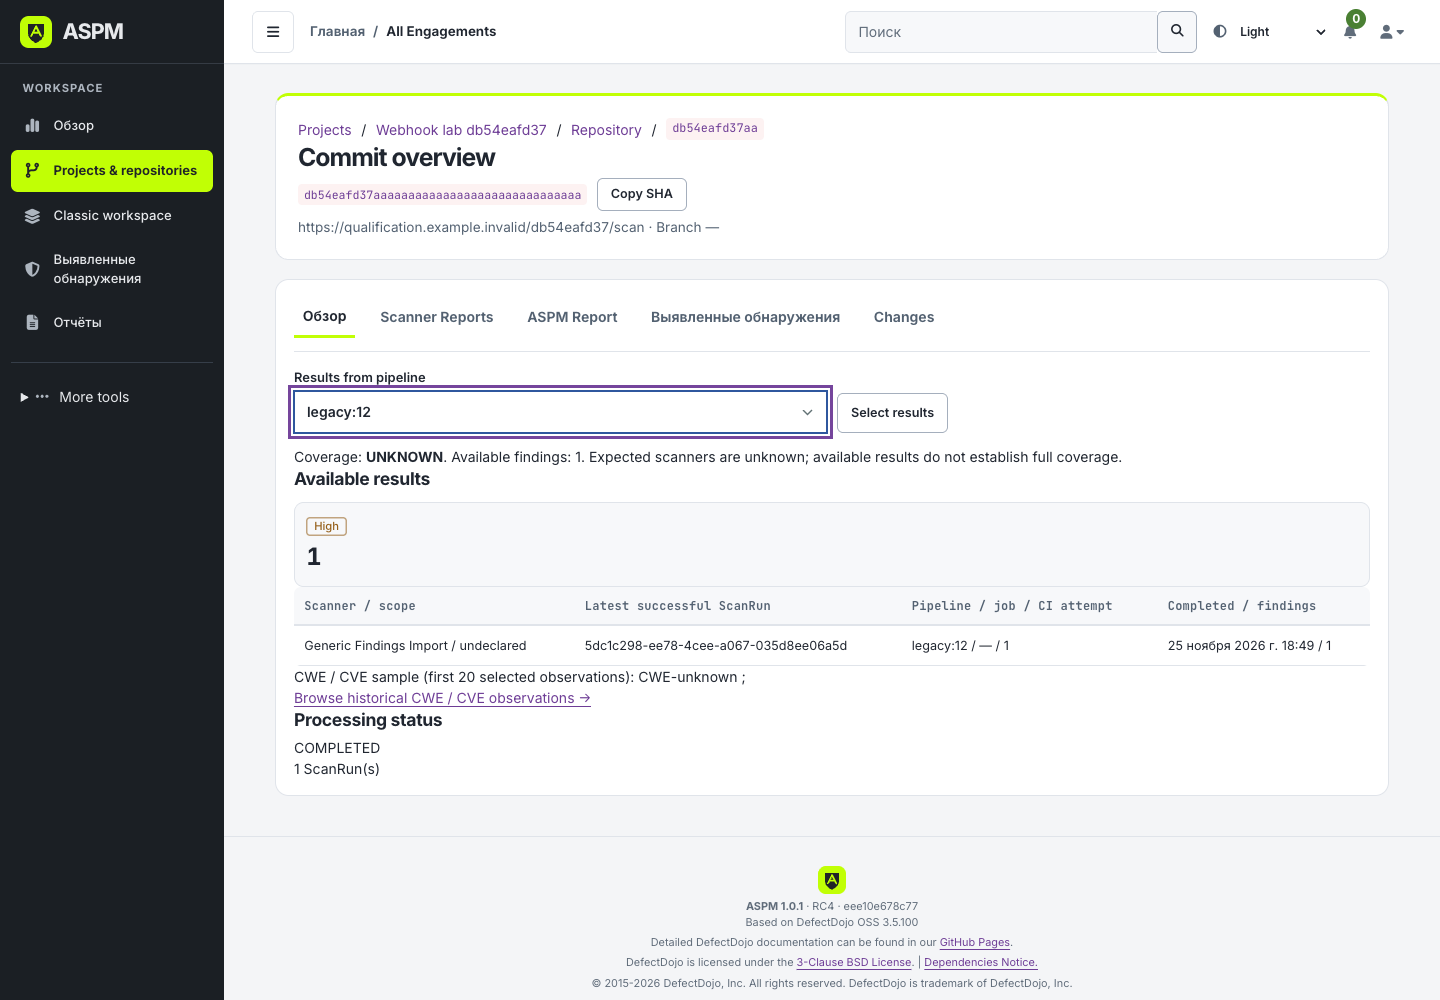 ASPM
Главная / All Engagements
Поиск
Light
0
WORKSPACE
Обзор
Projects & repositories
Classic workspace
Выявленные
обнаружения
Отчёты
More tools
Projects / Webhook lab db54eafd37 / Repository / db54eafd37aa
Commit overview
db54eafd37aaaaaaaaaaaaaaaaaaaaaaaaaaaaaa Copy SHA
https://qualification.example.invalid/db54eafd37/scan · Branch —
Обзор Scanner Reports ASPM Report Выявленные обнаружения Changes
Results from pipeline
legacy:12 Select results
Coverage: UNKNOWN. Available findings: 1. Expected scanners are unknown; available results do not establish full coverage.
Available results
High
1
Scanner / scope Latest successful ScanRun Pipeline / job / CI attempt Completed / findings
Generic Findings Import / undeclared 5dc1c298-ee78-4cee-a067-035d8ee06a5d legacy:12 / — / 1 25 ноября 2026 г. 18:49 / 1
CWE / CVE sample (first 20 selected observations): CWE-unknown ;
Browse historical CWE / CVE observations →
Processing status
COMPLETED
1 ScanRun(s)
ASPM 1.0.1 · RC4 · eee10e678c77
Based on DefectDojo OSS 3.5.100
Detailed DefectDojo documentation can be found in our GitHub Pages.
DefectDojo is licensed under the 3-Clause BSD License. | Dependencies Notice.
© 2015-2026 DefectDojo, Inc. All rights reserved. DefectDojo is trademark of DefectDojo, Inc.